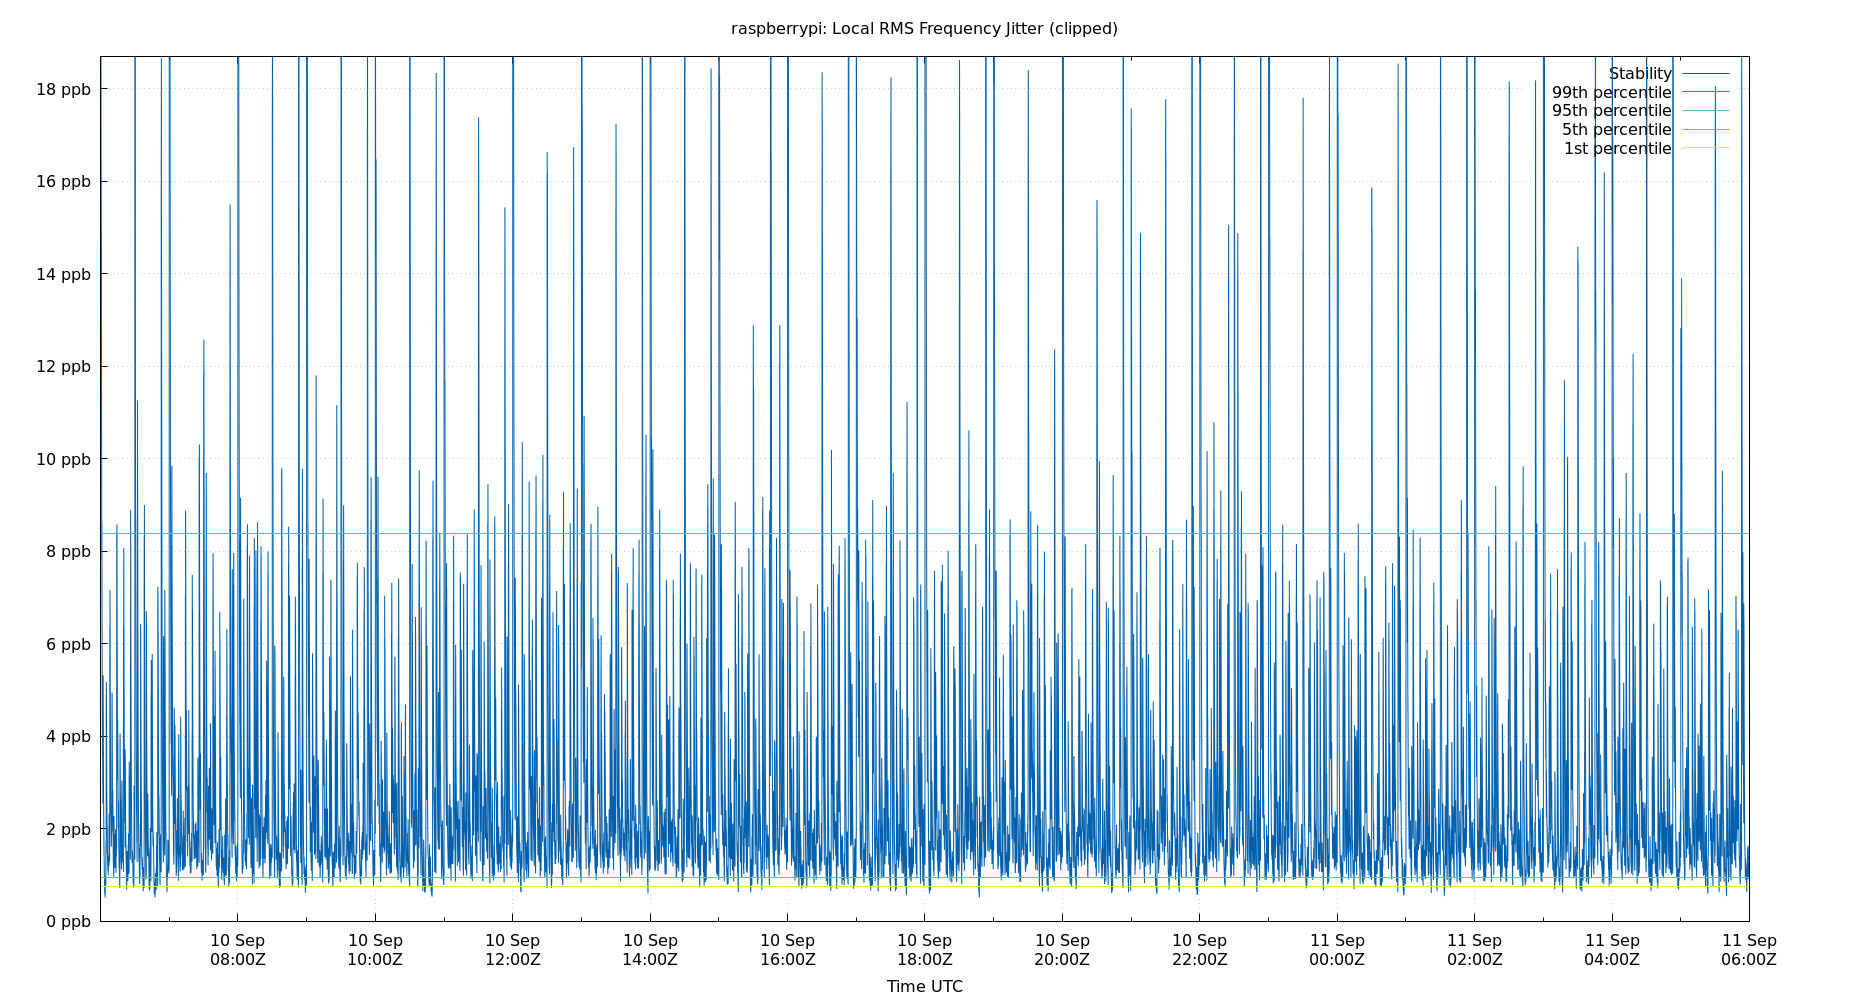 raspberrypi: Local RMS Frequency Jitter (clipped)
18 ppb
16 ppb
14 ppb
12 ppb
10 ppb
8 ppb
6 ppb
4 ppb
2 ppb
0 ppb
Stability
99th percentile
95th percentile
5th percentile
1st percentile
10 Sep
08:00Z
10 Sep
10:00Z
10 Sep
12:00Z
10 Sep
14:00Z
10 Sep
16:00Z
10 Sep
18:00Z
10 Sep
20:00Z
10 Sep
22:00Z
11 Sep
00:00Z
11 Sep
02:00Z
11 Sep
04:00Z
11 Sep
06:00Z
Time UTC